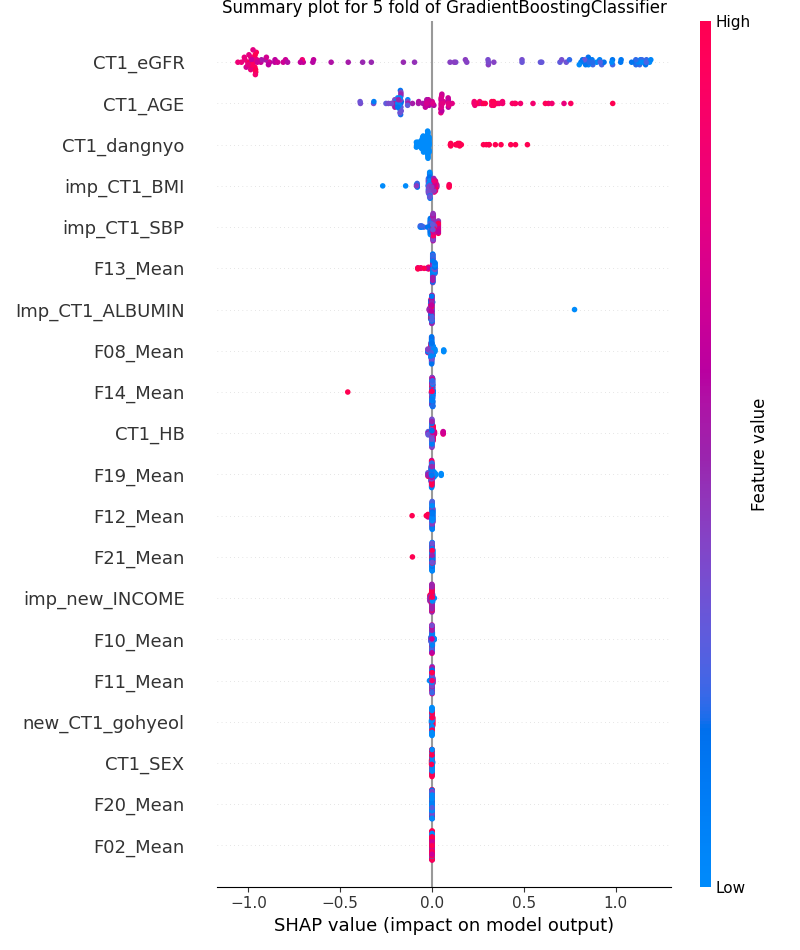 Summary plot for 5 fold of GradientBoostingClassifier
High
CT1_eGFR
CT1_AGE
CT1_dangnyo
imp_CT1_BMI
imp_CT1_SBP
F13_Mean
Imp_CT1_ALBUMIN
F08_Mean
F14_Mean
CT1_HB
F19_Mean
F12_Mean
F21_Mean
imp_new_INCOME
F10_Mean
F11_Mean
new_CT1_gohyeol
CT1_SEX
F20_Mean
F02_Mean
Feature value
Low
−1.0 −0.5 0.0 0.5 1.0
SHAP value (impact on model output)